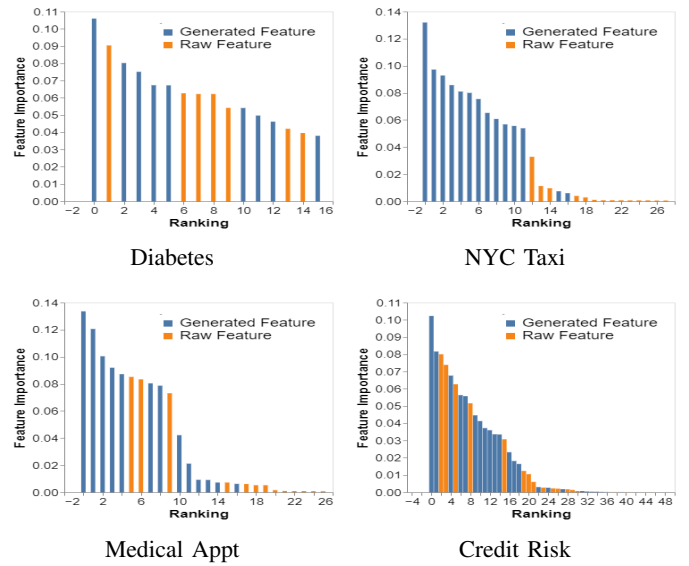 0.11
0.10
0.09
0.08
0.07
0.06
0.05
0.04
0.03
0.02
0.01
0.00
Feature Importance
Generated Feature
Raw Feature
−2 0 2 4 6 8 10 12 14 16
Ranking
Diabetes
0.14
0.12
0.10
0.08
0.06
0.04
0.02
0.00
Feature Importance
Generated Feature
Raw Feature
−2 2 6 10 14 18 22 26
Ranking
NYC Taxi
0.14
0.12
0.10
0.08
0.06
0.04
0.02
0.00
Feature Importance
Generated Feature
Raw Feature
−2 2 6 10 14 18 22 26
Ranking
Medical Appt
0.11
0.10
0.09
0.08
0.07
0.06
0.05
0.04
0.03
0.02
0.01
0.00
Feature Importance
Generated Feature
Raw Feature
−4 0 4 8 12 16 20 24 28 32 36 40 44 48
Ranking
Credit Risk